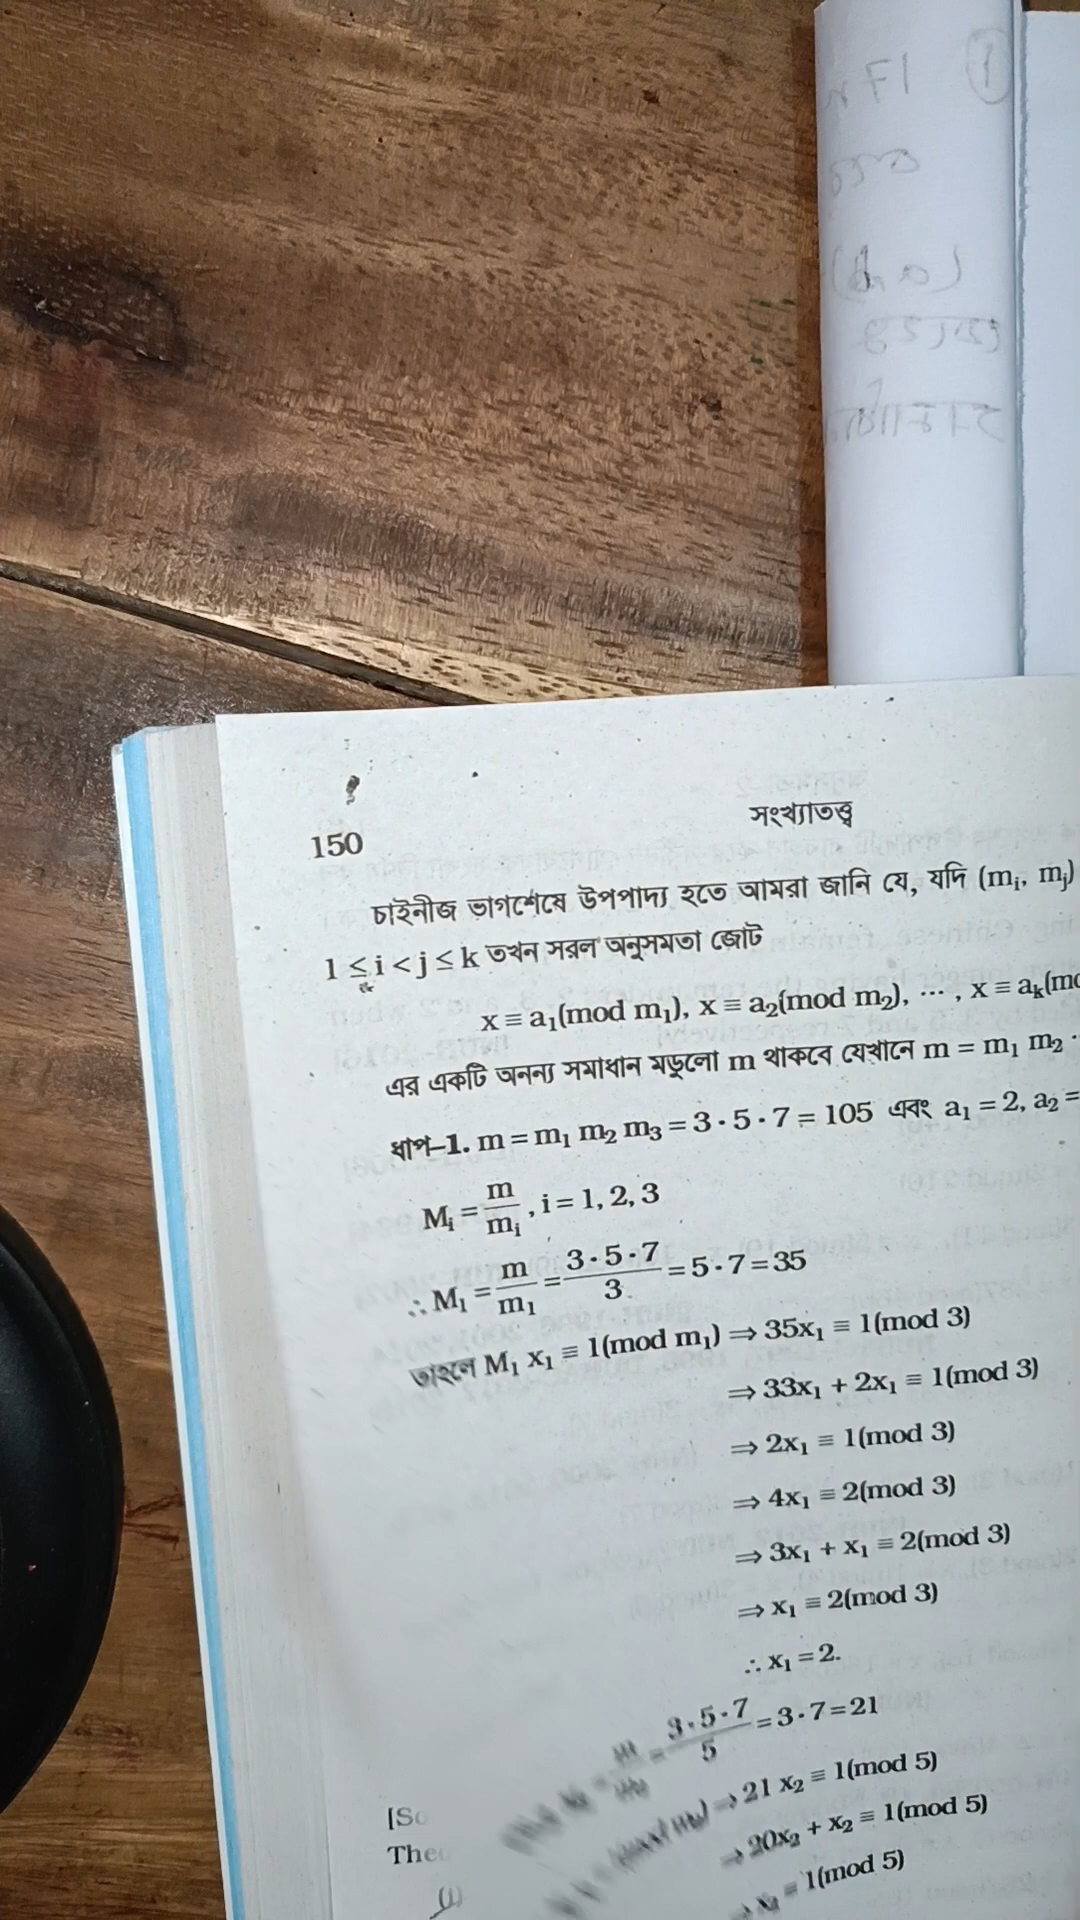 150
সংখ্যাতত্ত্ব
চাইনীজ ভাগশেষে উপপাদ্য হতে আমরা জানি যে, যদি (mᵢ, mⱼ)
1 ≤ i < j ≤ k তখন সরল অনুসমতা জোট
x ≡ a₁(mod m₁), x ≡ a₂(mod m₂), ⋯ , x ≡ aₖ(mo
এর একটি অনন্য সমাধান মডুলো m থাকবে যেখানে m = m₁ m₂ ·
ধাপ–1. m = m₁ m₂ m₃ = 3 · 5 · 7 = 105 এবং a₁ = 2, a₂ =
Mᵢ = m/mᵢ , i = 1, 2, 3
∴ M₁ = m/m₁ = 3 · 5 · 7/3 = 5 · 7 = 35
তাহলে M₁ x₁ ≡ 1(mod m₁) ⇒ 35x₁ ≡ 1(mod 3)
⇒ 33x₁ + 2x₁ ≡ 1(mod 3)
⇒ 2x₁ ≡ 1(mod 3)
⇒ 4x₁ ≡ 2(mod 3)
⇒ 3x₁ + x₁ ≡ 2(mod 3)
⇒ x₁ ≡ 2(mod 3)
∴ x₁ = 2.
= 3 · 5 · 7/5 = 3 · 7 = 21
⇒ 21 x₂ ≡ 1(mod 5)
⇒ 20x₂ + x₂ ≡ 1(mod 5)
⇒ x₂ ≡ 1(mod 5)